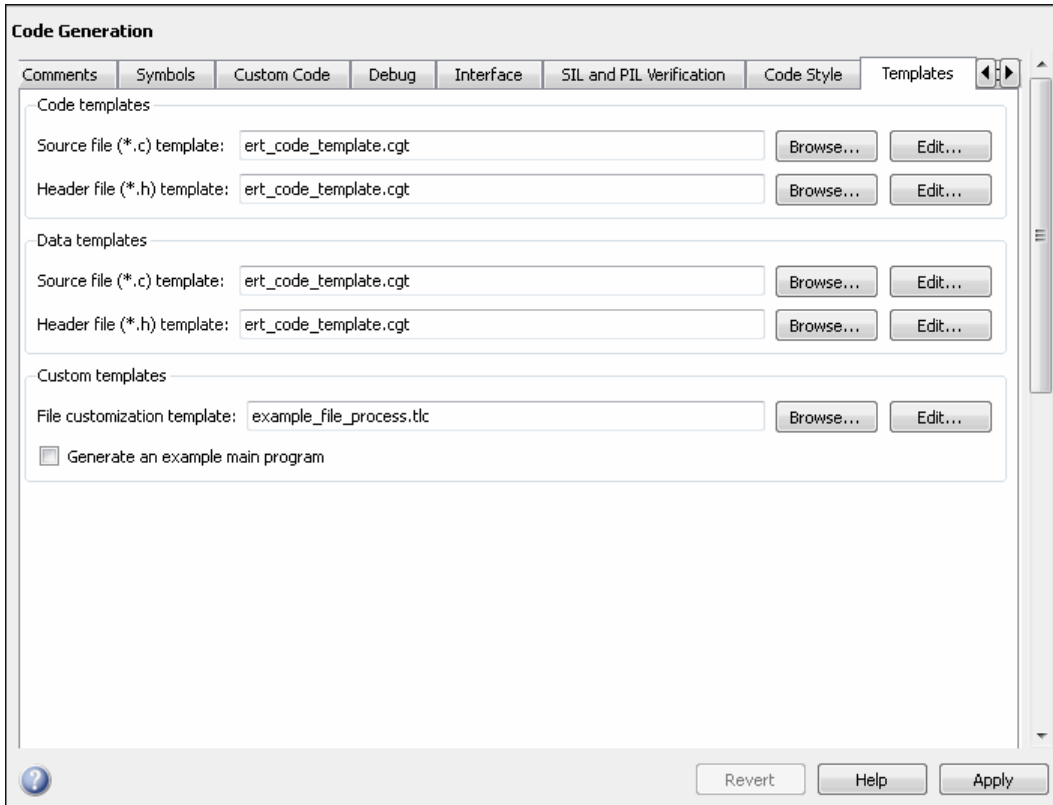 Code Generation
Comments Symbols Custom Code Debug Interface SIL and PIL Verification Code Style Templates
Code templates
Source file (*.c) template: ert_code_template.cgt Browse... Edit...
Header file (*.h) template: ert_code_template.cgt Browse... Edit...
Data templates
Source file (*.c) template: ert_code_template.cgt Browse... Edit...
Header file (*.h) template: ert_code_template.cgt Browse... Edit...
Custom templates
File customization template: example_file_process.tlc Browse... Edit...
Generate an example main program
? Revert Help Apply